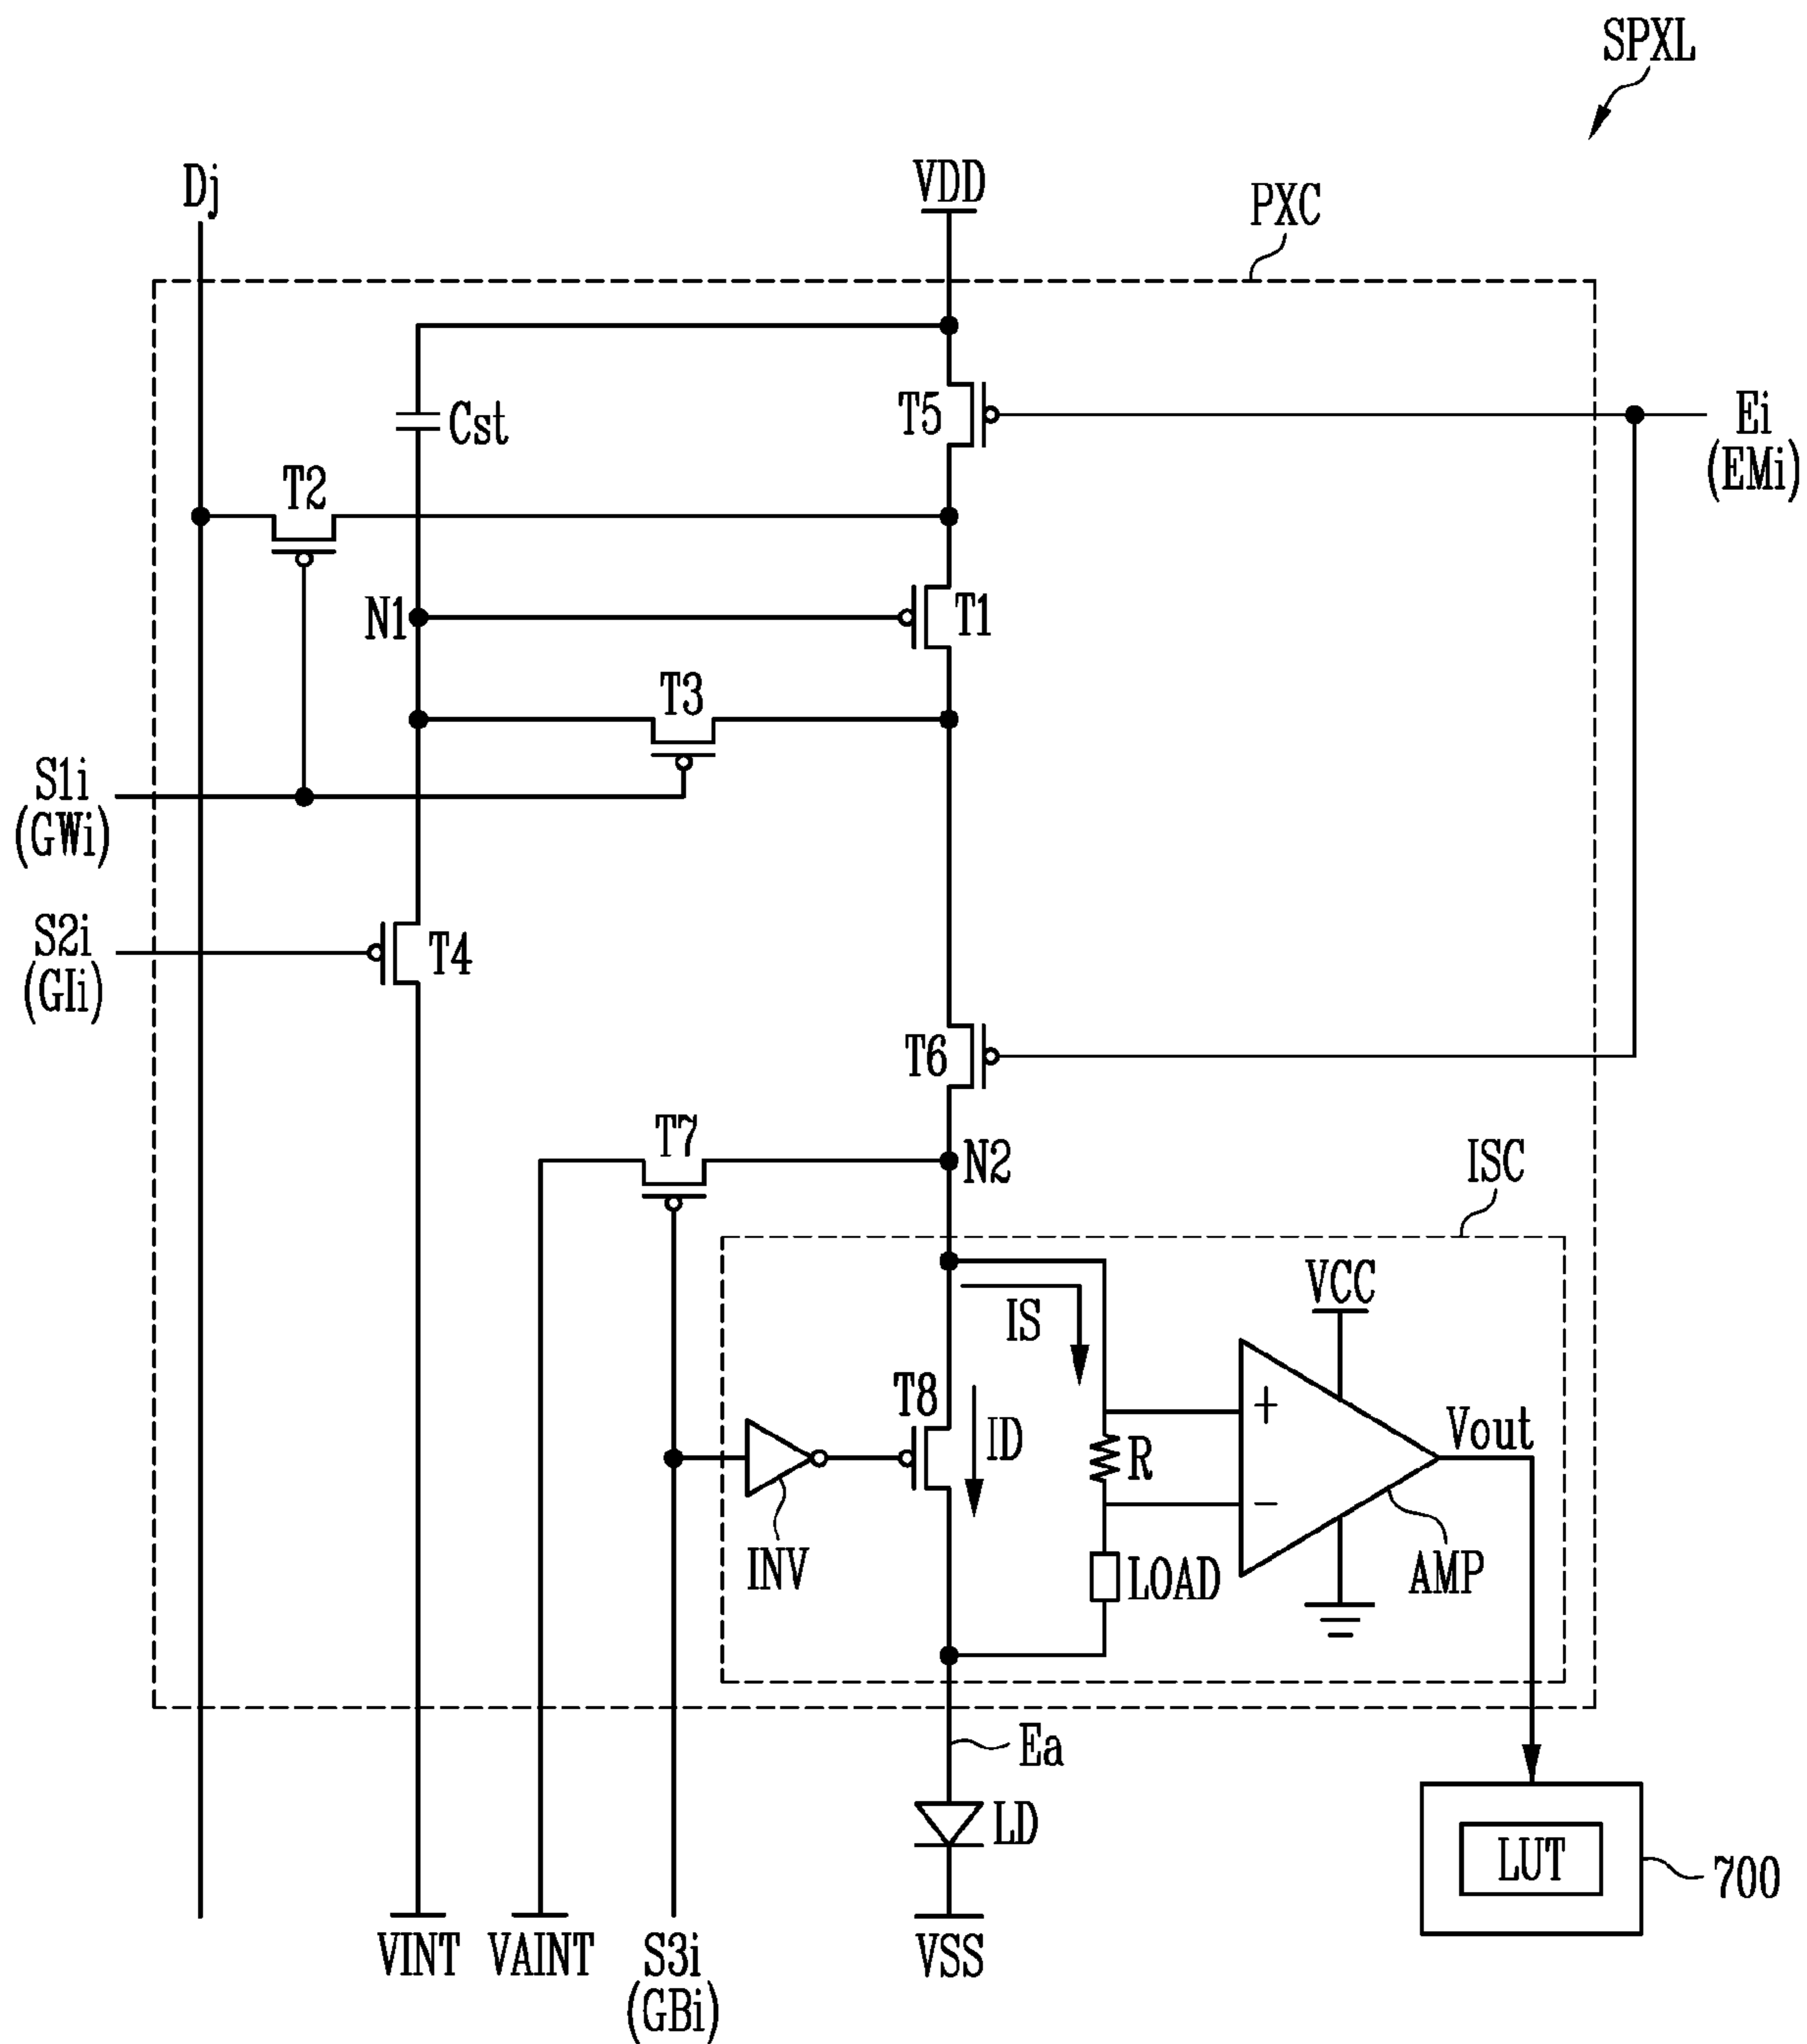 SPXL
Dj
VDD
PXC
T5
Ei
(EMi)
Cst
T2
N1
T1
T3
S1i
(GWi)
S2i
(GIi)
T4
T6
T7
N2
ISC
VCC
IS
T8
ID
+
Vout
R
−
INV
LOAD
AMP
Ea
LD
LUT
700
VINT
VAINT
S3i
(GBi)
VSS